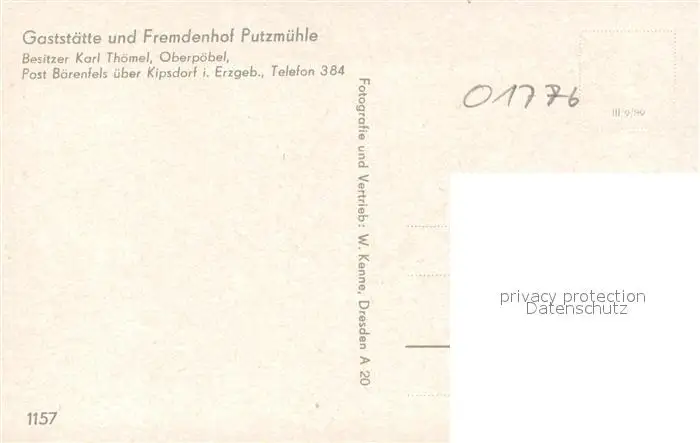 Gaststätte und Fremdenhof Putzmühle
Besitzer Karl Thömel, Oberpöbel,
Post Bärenfels über Kipsdorf i. Erzgeb., Telefon 384
Fotografie und Vertrieb: W. Kenne, Dresden A 20
01776
III/9/99
privacy protection
Datenschutz
1157